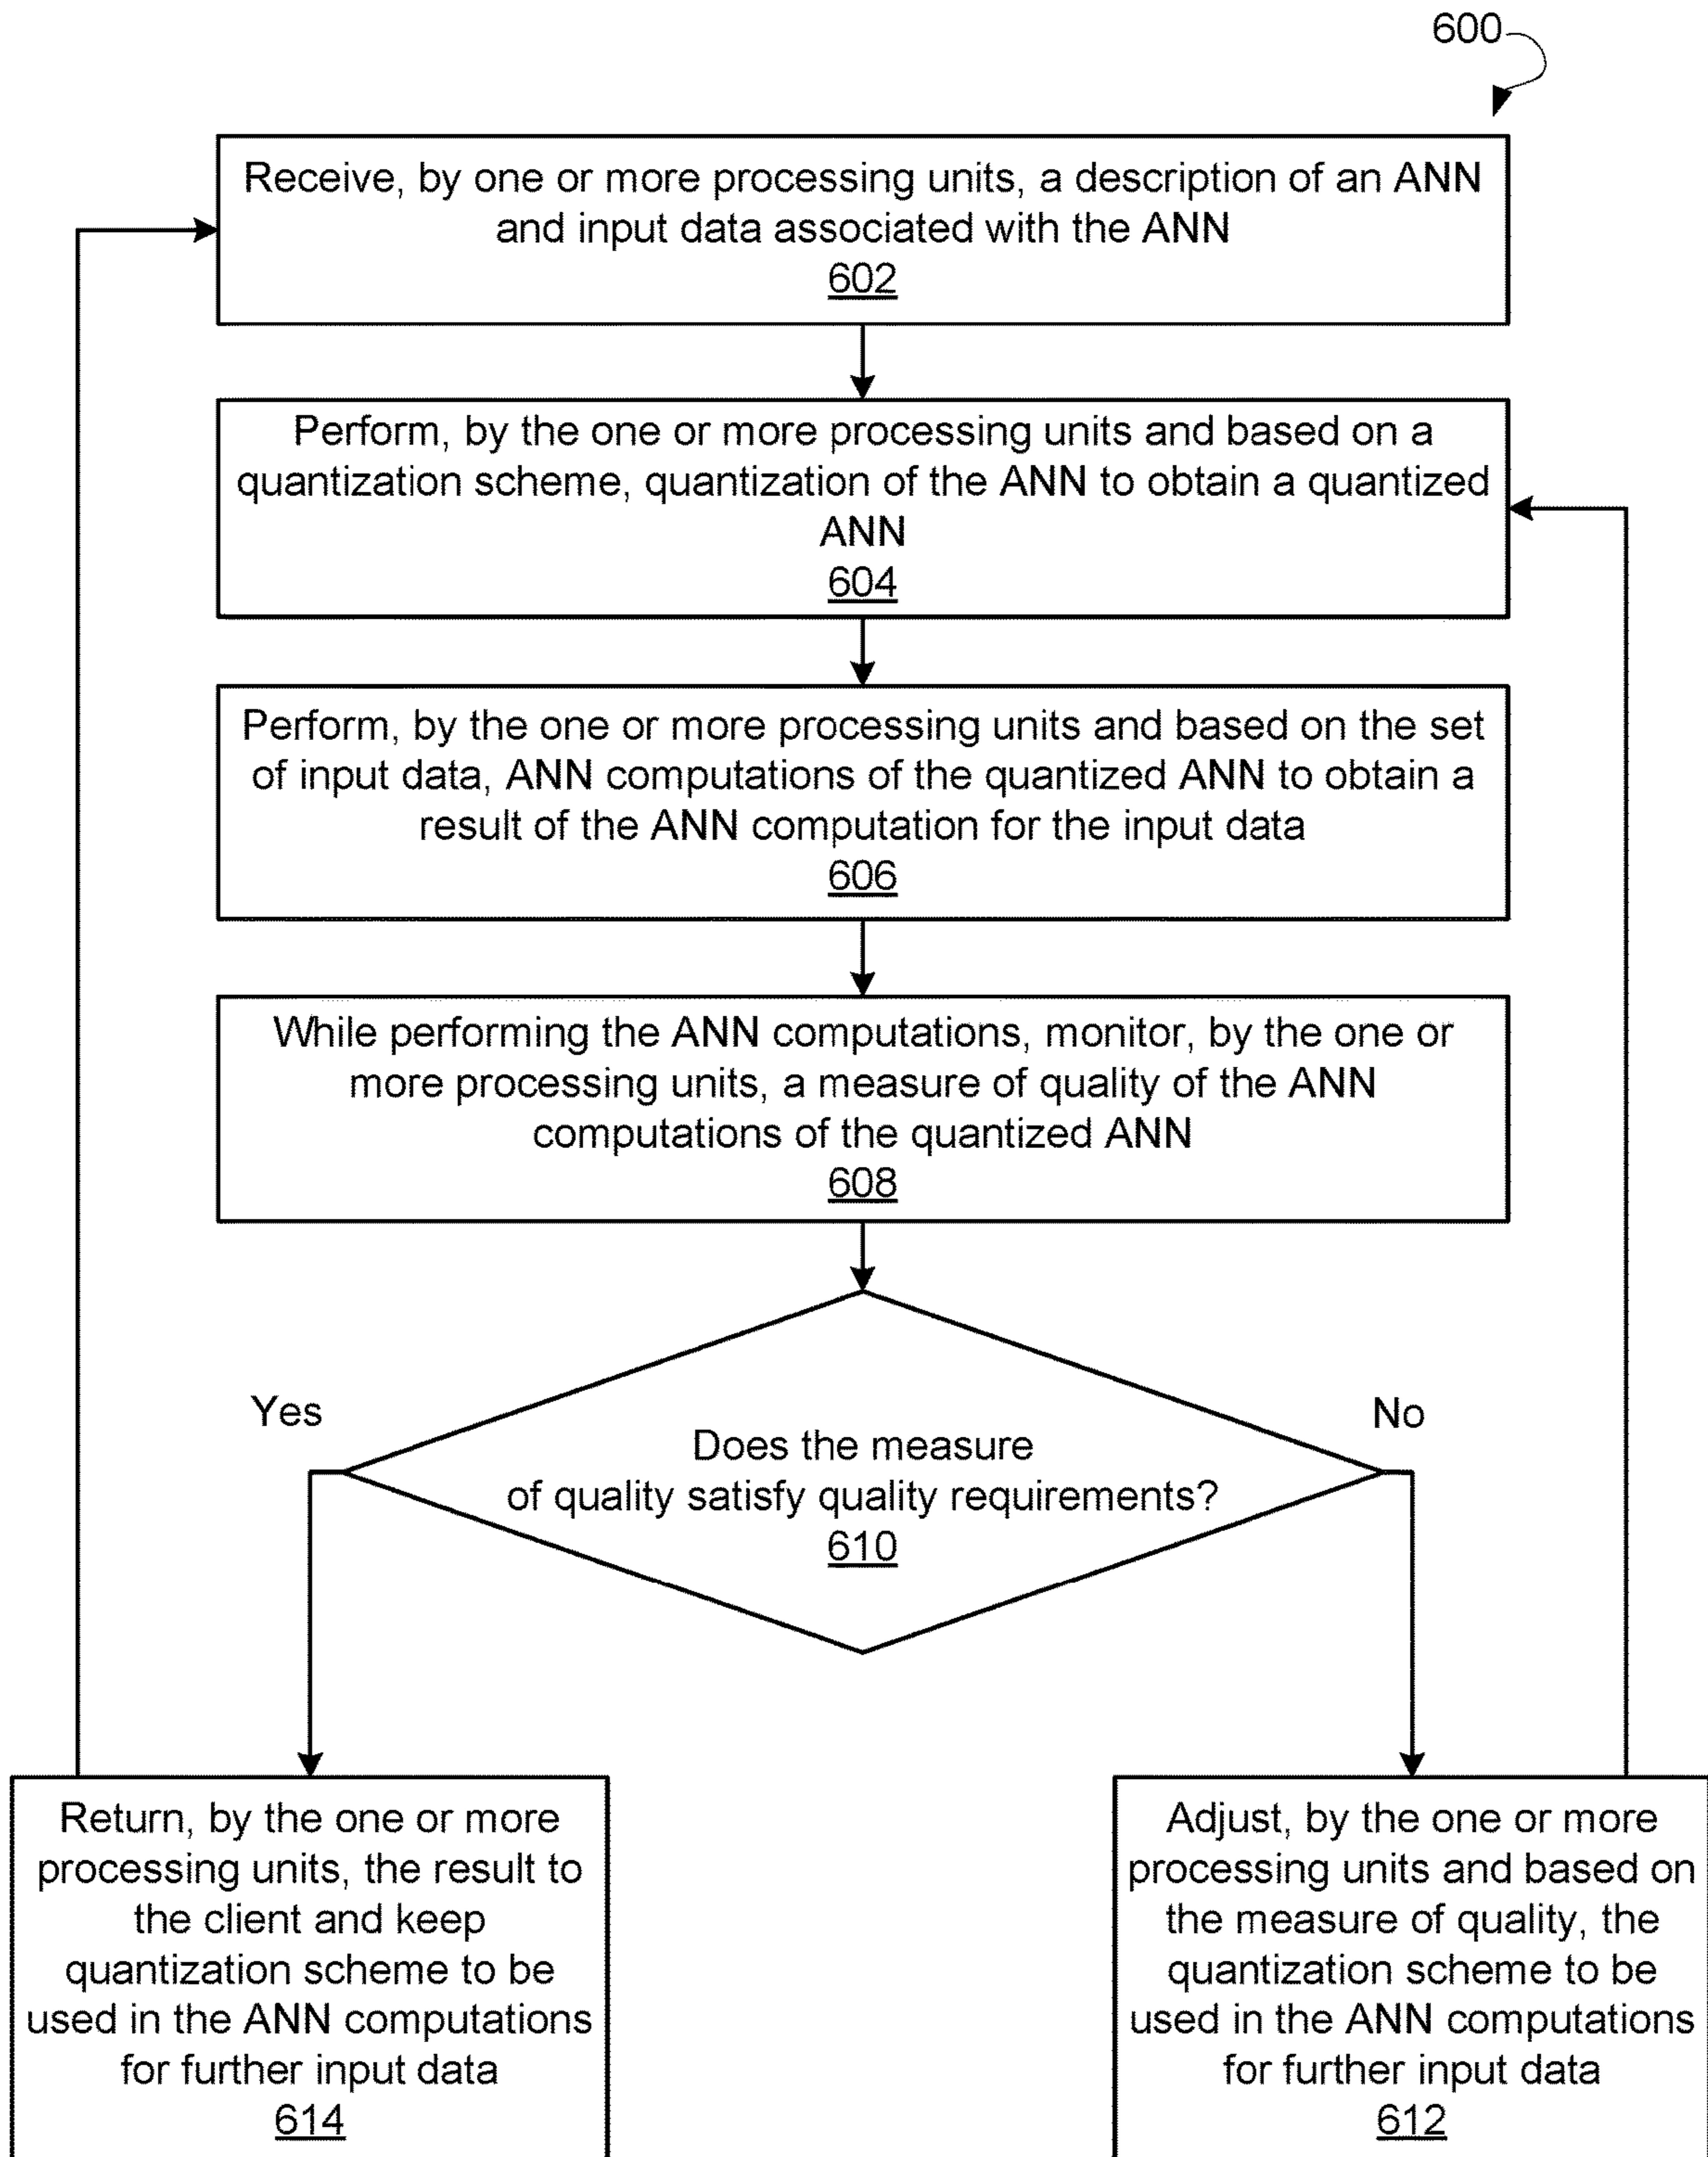 600
Receive, by one or more processing units, a description of an ANN
and input data associated with the ANN
602
Perform, by the one or more processing units and based on a
quantization scheme, quantization of the ANN to obtain a quantized
ANN
604
Perform, by the one or more processing units and based on the set
of input data, ANN computations of the quantized ANN to obtain a
result of the ANN computation for the input data
606
While performing the ANN computations, monitor, by the one or
more processing units, a measure of quality of the ANN
computations of the quantized ANN
608
Yes
No
Does the measure
of quality satisfy quality requirements?
610
Return, by the one or more
processing units, the result to
the client and keep
quantization scheme to be
used in the ANN computations
for further input data
614
Adjust, by the one or more
processing units and based on
the measure of quality, the
quantization scheme to be
used in the ANN computations
for further input data
612